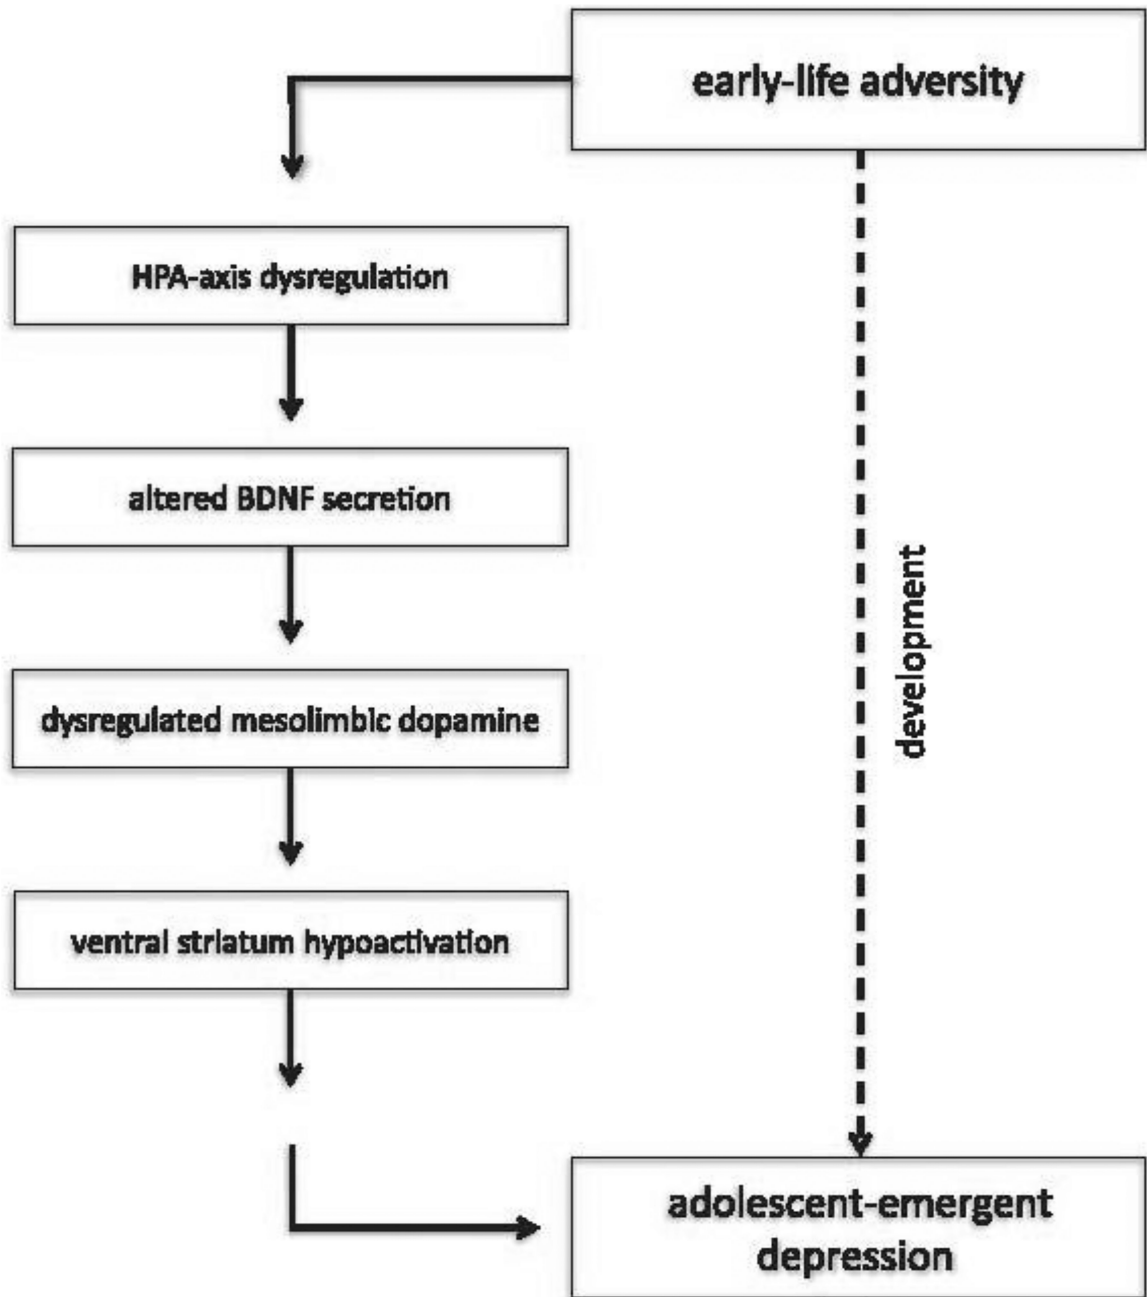 early-life adversity
HPA-axis dysregulation
altered BDNF secretion
dysregulated mesolimbic dopamine
ventral striatum hypoactivation
development
adolescent-emergent
depression